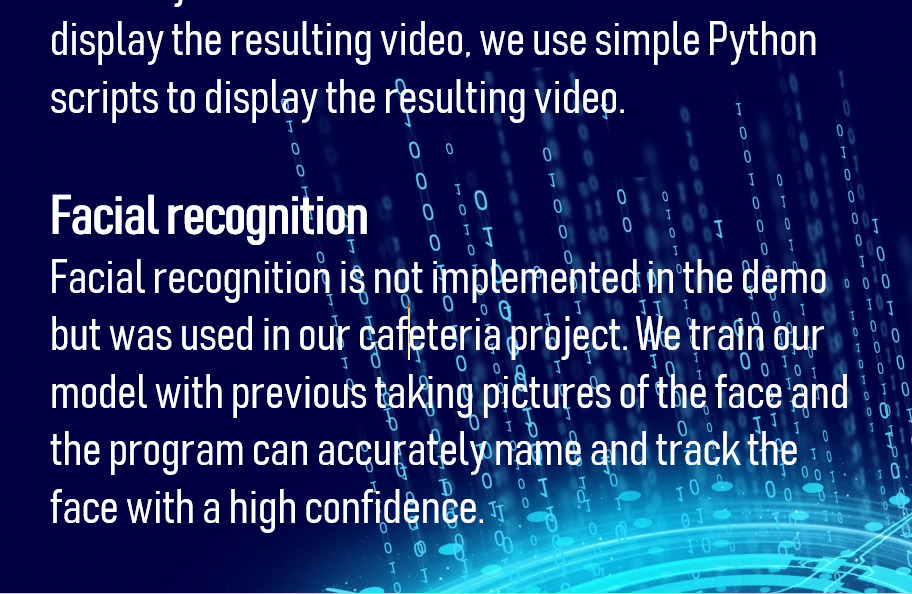 display the resulting video, we use simple Python
scripts to display the resulting video.
Facial recognition
Facial recognition is not implemented in the demo
but was used in our cafeteria project. We train our
model with previous taking pictures of the face and
the program can accurately name and track the
face with a high confidence.